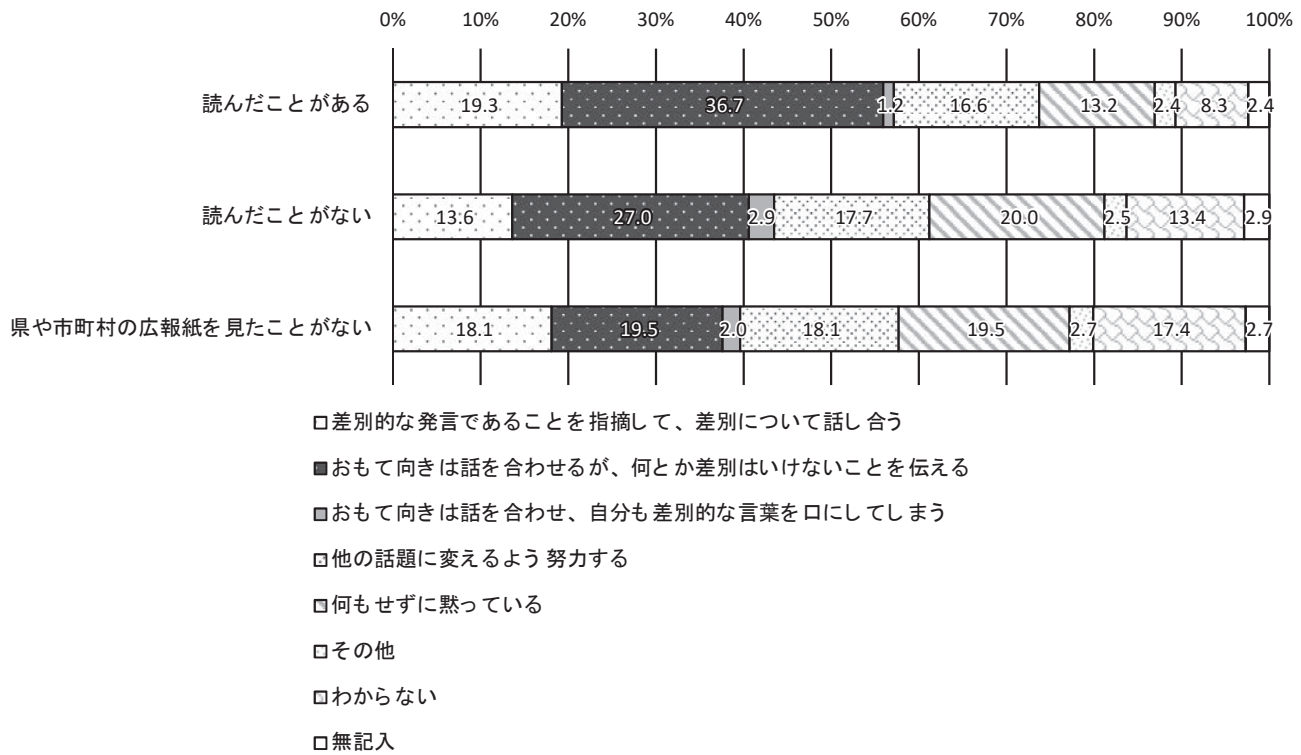 0% 10% 20% 30% 40% 50% 60% 70% 80% 90% 100%
読んだことがある 19.3 36.7 1.2 16.6 13.2 2.4 8.3 2.4
読んだことがない 13.6 27.0 2.9 17.7 20.0 2.5 13.4 2.9
県や市町村の広報紙を見たことがない 18.1 19.5 2.0 18.1 19.5 2.7 17.4 2.7
差別的な発言であることを指摘して、差別について話し合う
おもて向きは話を合わせるが、何とか差別はいけないことを伝える
おもて向きは話を合わせ、自分も差別的な言葉を口にしてしまう
他の話題に変えるよう努力する
何もせずに黙っている
その他
わからない
無記入